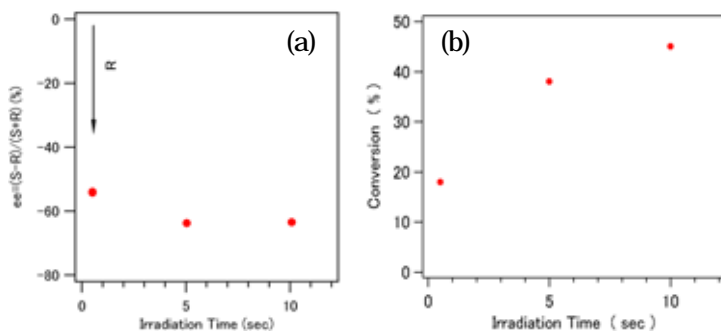 (a)
R
0
-20
-40
-60
-80
ee=(S-R)/(S+R) (%)
0
5
10
Irradiation Time (sec)
(b)
50
40
30
20
10
0
Conversion ( % )
0
5
10
Irradiation Time ( sec )